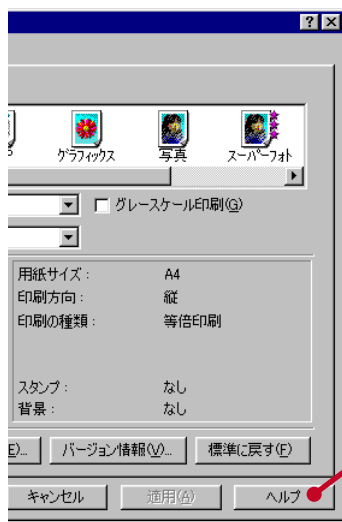 グラフィックス 写真 スーパーフォト
グレースケール印刷(G)
用紙サイズ： A4
印刷方向： 縦
印刷の種類： 等倍印刷
スタンプ： なし
背景： なし
E)... バージョン情報(V)... 標準に戻す(F)
キャンセル 適用(A) ヘルプ